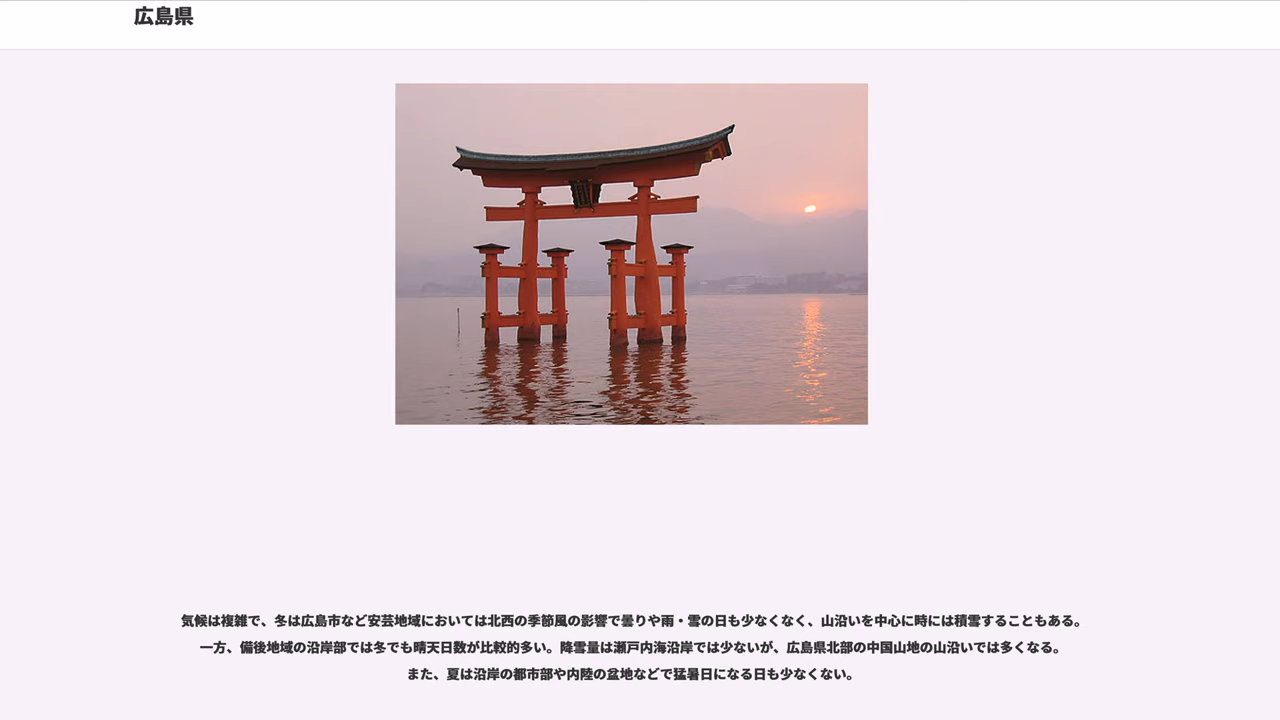 広島県
気候は複雑で、冬は広島市など安芸地域においては北西の季節風の影響で曇りや雨・雪の日も少なくなく、山沿いを中心に時には積雪することもある。
一方、備後地域の沿岸部では冬でも晴天日数が比較的多い。降雪量は瀬戸内海沿岸では少ないが、広島県北部の中国山地の山沿いでは多くなる。
また、夏は沿岸の都市部や内陸の盆地などで猛暑日になる日も少なくない。